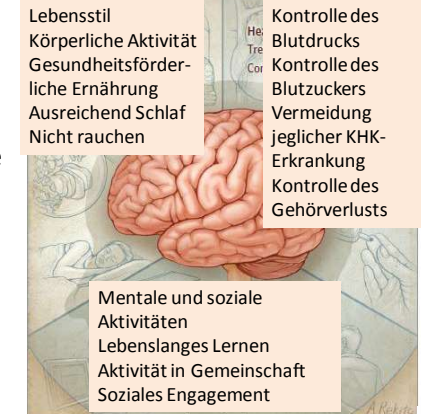 Lebensstil
Körperliche Aktivität
Gesundheitsförder-
liche Ernährung
Ausreichend Schlaf
Nicht rauchen
Kontrolle des
Blutdrucks
Kontrolle des
Blutzuckers
Vermeidung
jeglicher KHK-
Erkrankung
Kontrolle des
Gehörverlusts
Mentale und soziale
Aktivitäten
Lebenslanges Lernen
Aktivität in Gemeinschaft
Soziales Engagement